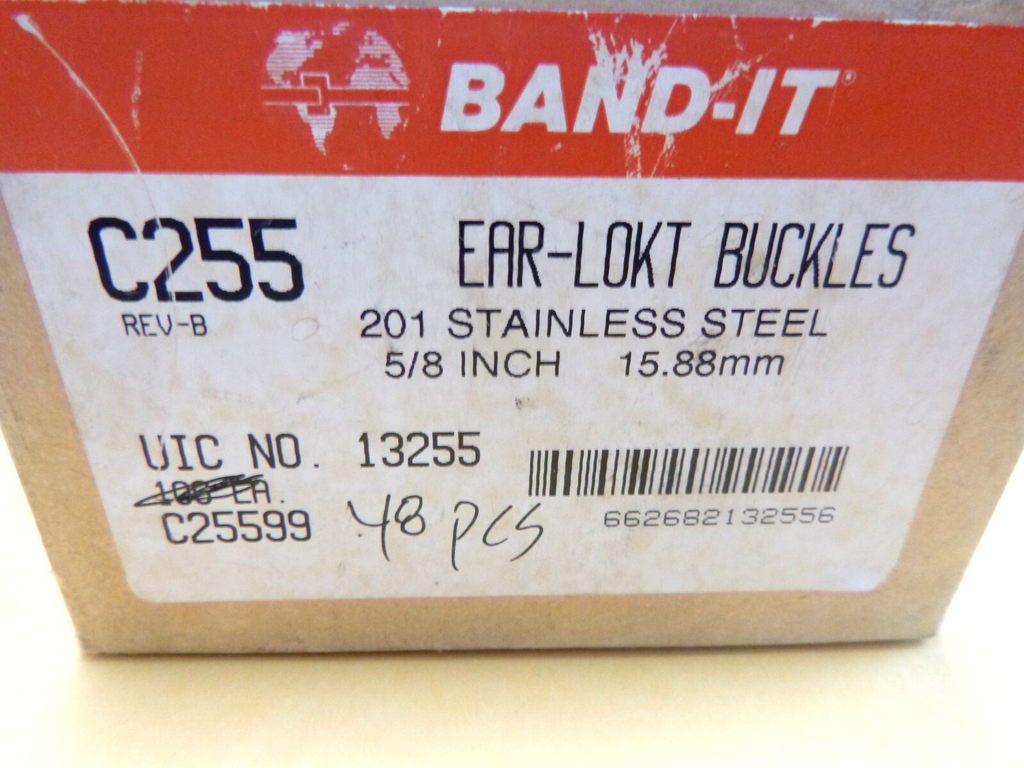 BAND-IT®
C255 EAR-LOKT BUCKLES
REV-B 201 STAINLESS STEEL
5/8 INCH 15.88mm
UIC NO. 13255
100 EA.
C25599 48 PCS
662682132556